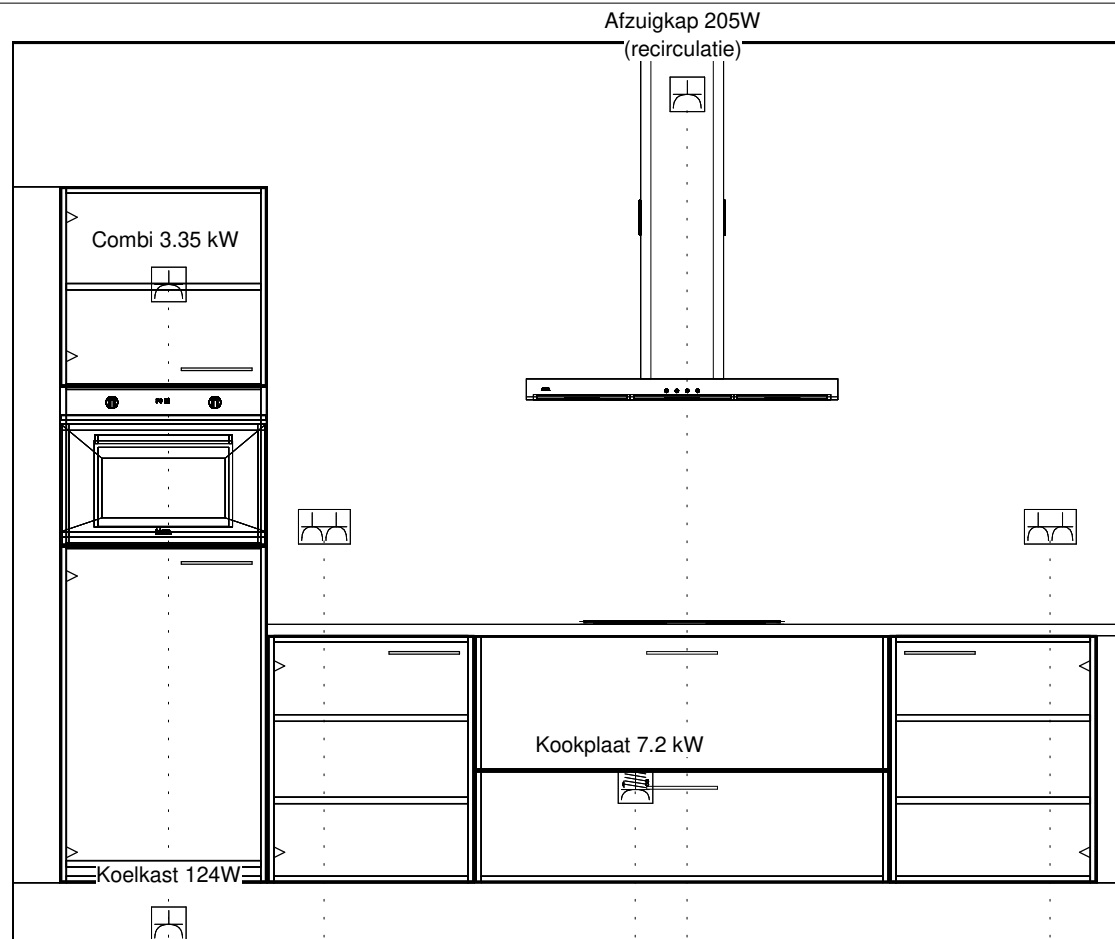 Afzuigkap 205W
(recirculatie)
Combi 3.35 kW
Kookplaat 7.2 kW
Koelkast 124W